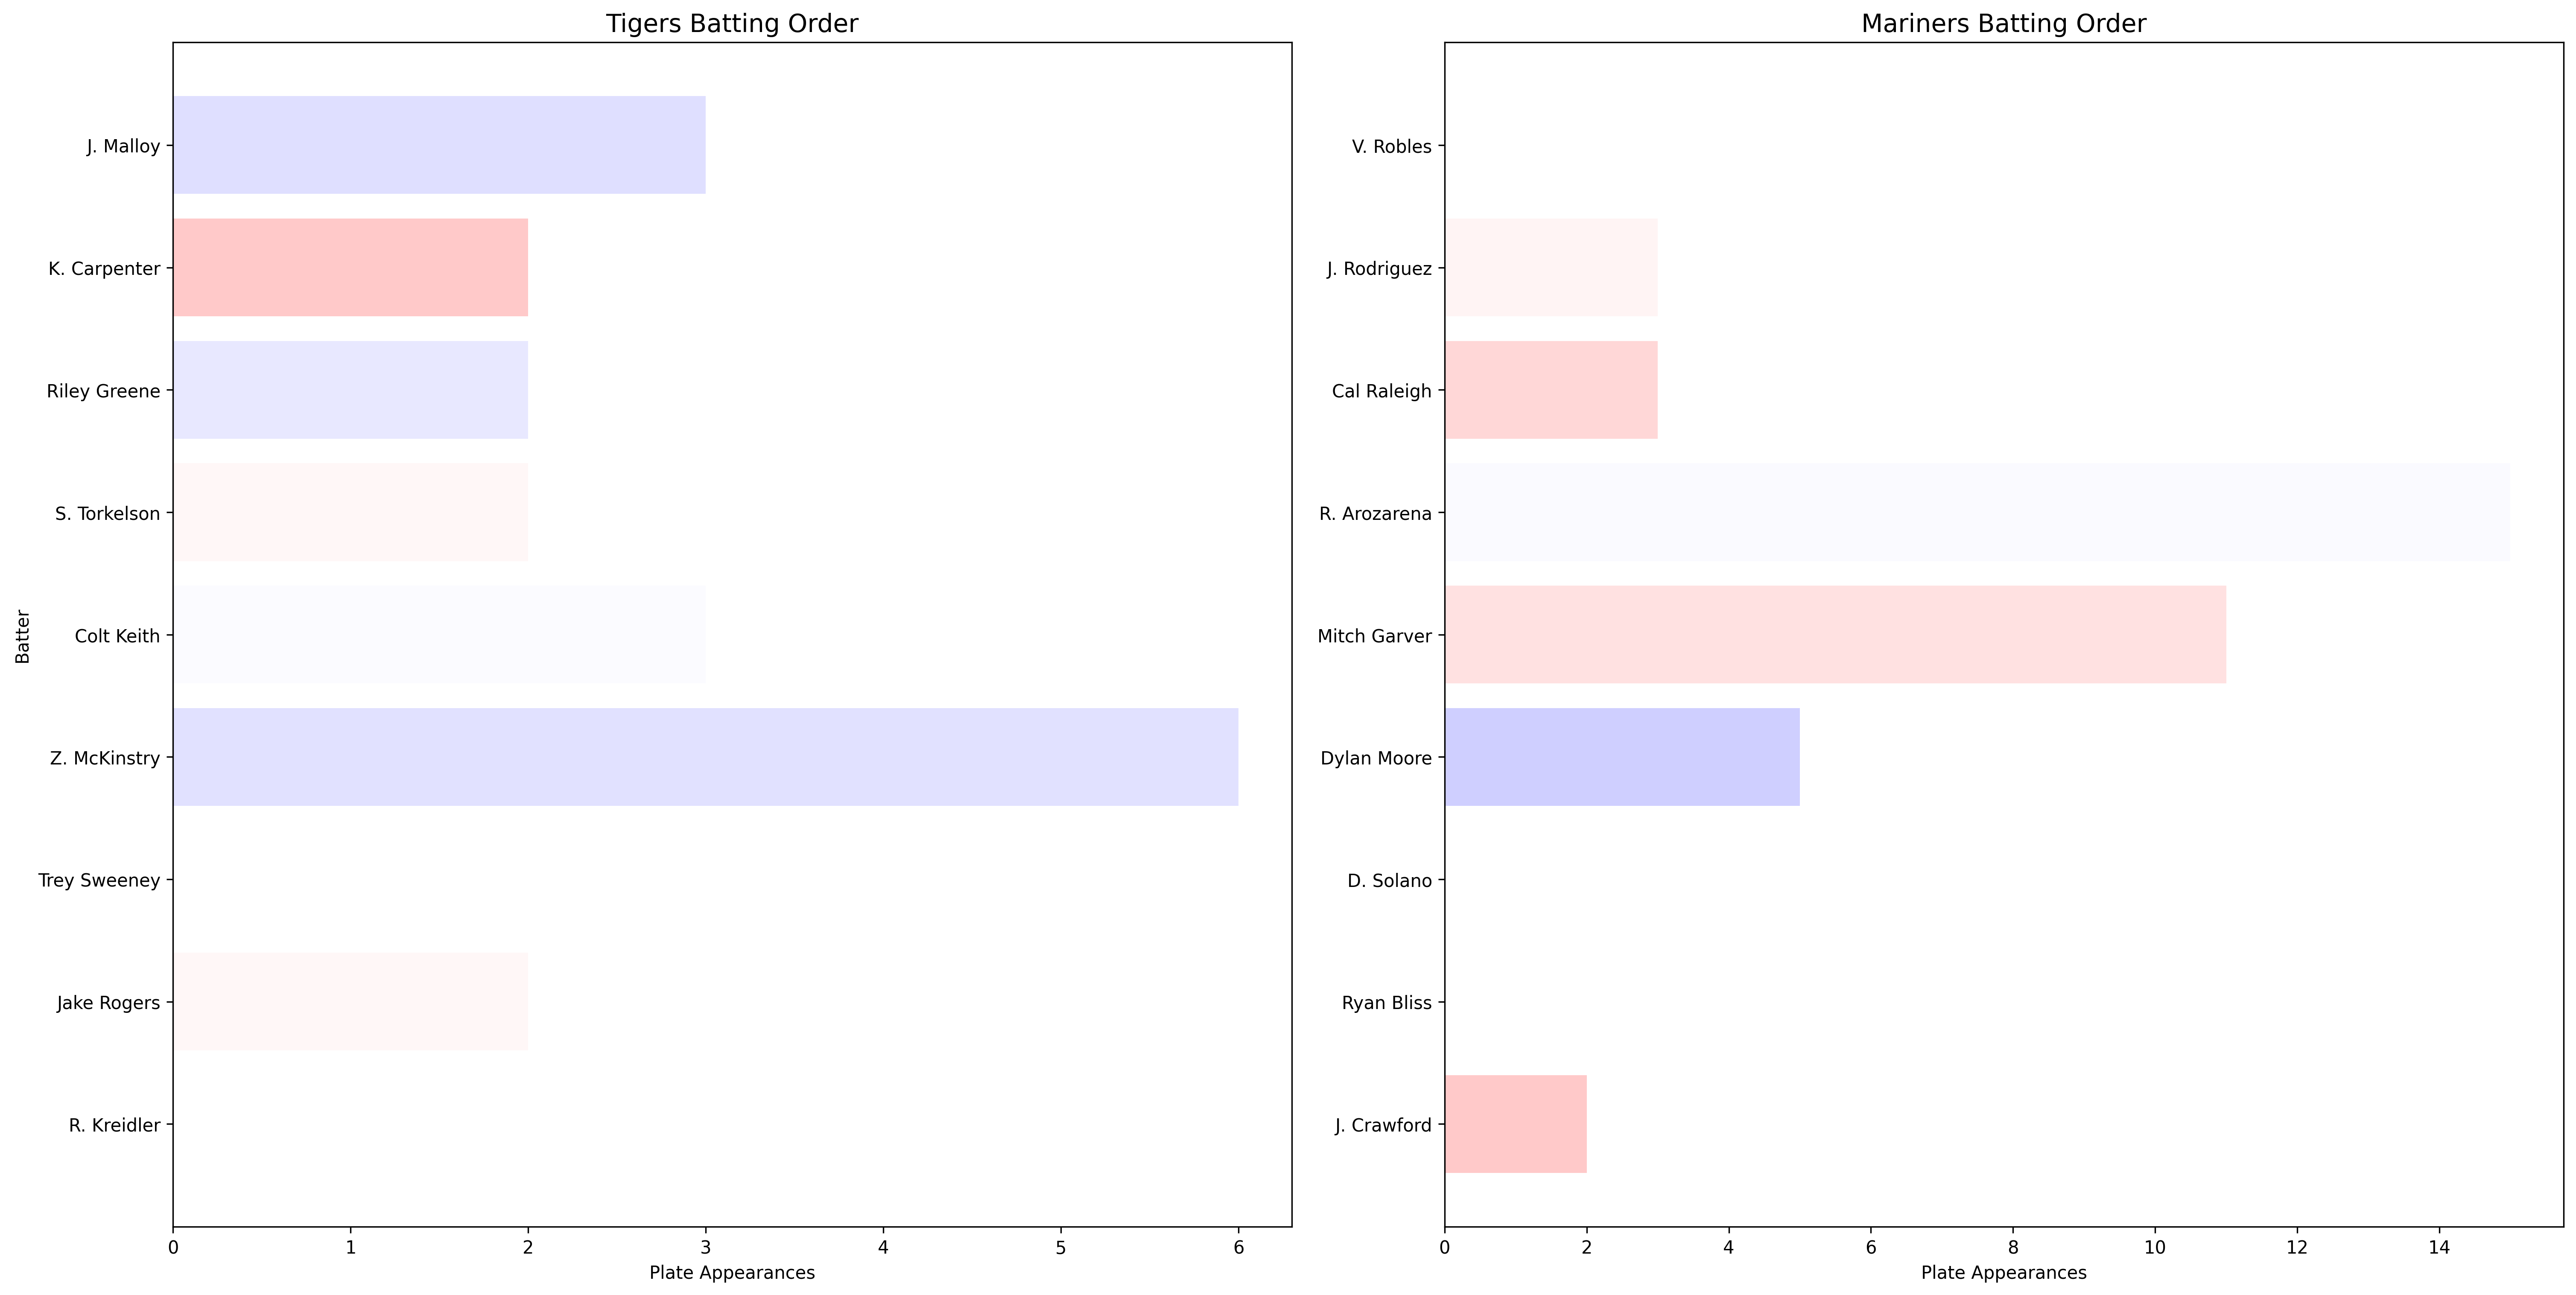 Tigers Batting Order
Batter
J. Malloy
K. Carpenter
Riley Greene
S. Torkelson
Colt Keith
Z. McKinstry
Trey Sweeney
Jake Rogers
R. Kreidler
0 1 2 3 4 5 6
Plate Appearances
Mariners Batting Order
V. Robles
J. Rodriguez
Cal Raleigh
R. Arozarena
Mitch Garver
Dylan Moore
D. Solano
Ryan Bliss
J. Crawford
0 2 4 6 8 10 12 14
Plate Appearances